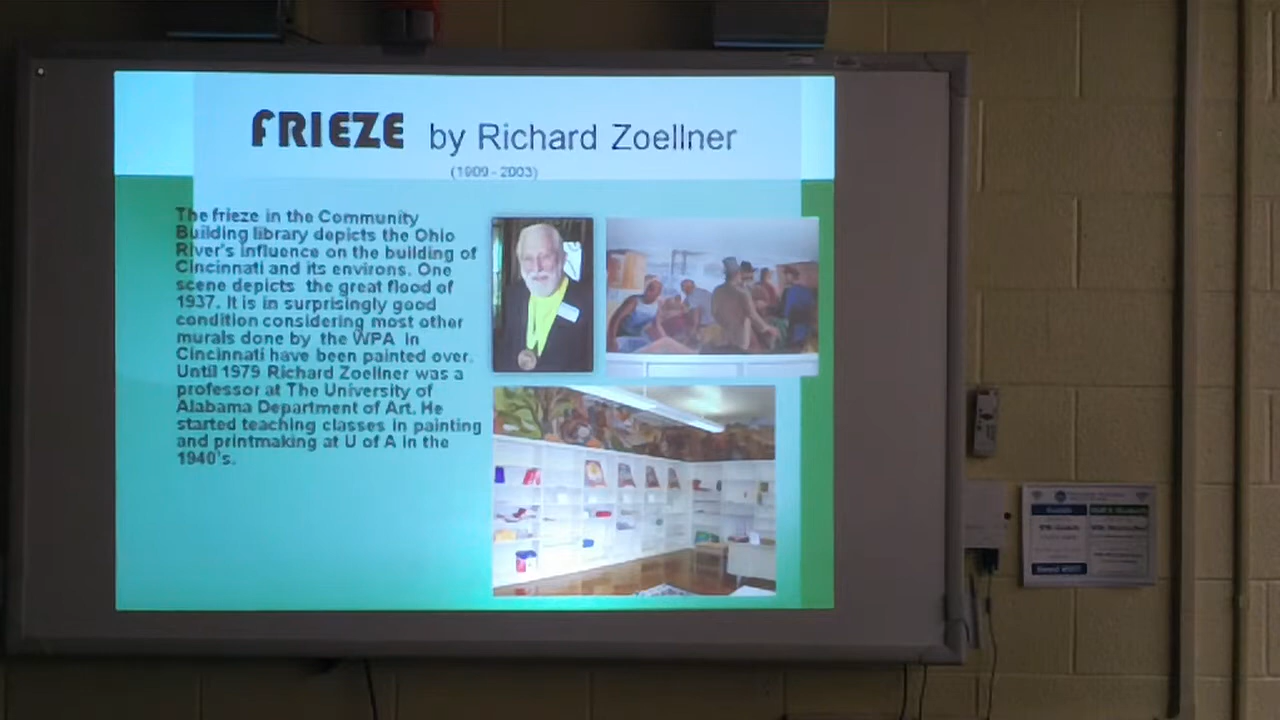 FRIEZE by Richard Zoellner
(1909 - 2003)
The frieze in the Community
Building library depicts the Ohio
River's influence on the building of
Cincinnati and its environs. One
scene depicts the great flood of
1937. It is in surprisingly good
condition considering most other
murals done by the WPA in
Cincinnati have been painted over.
Until 1979 Richard Zoellner was a
professor at The University of
Alabama Department of Art. He
started teaching classes in painting
and printmaking at U of A in the
1940's.